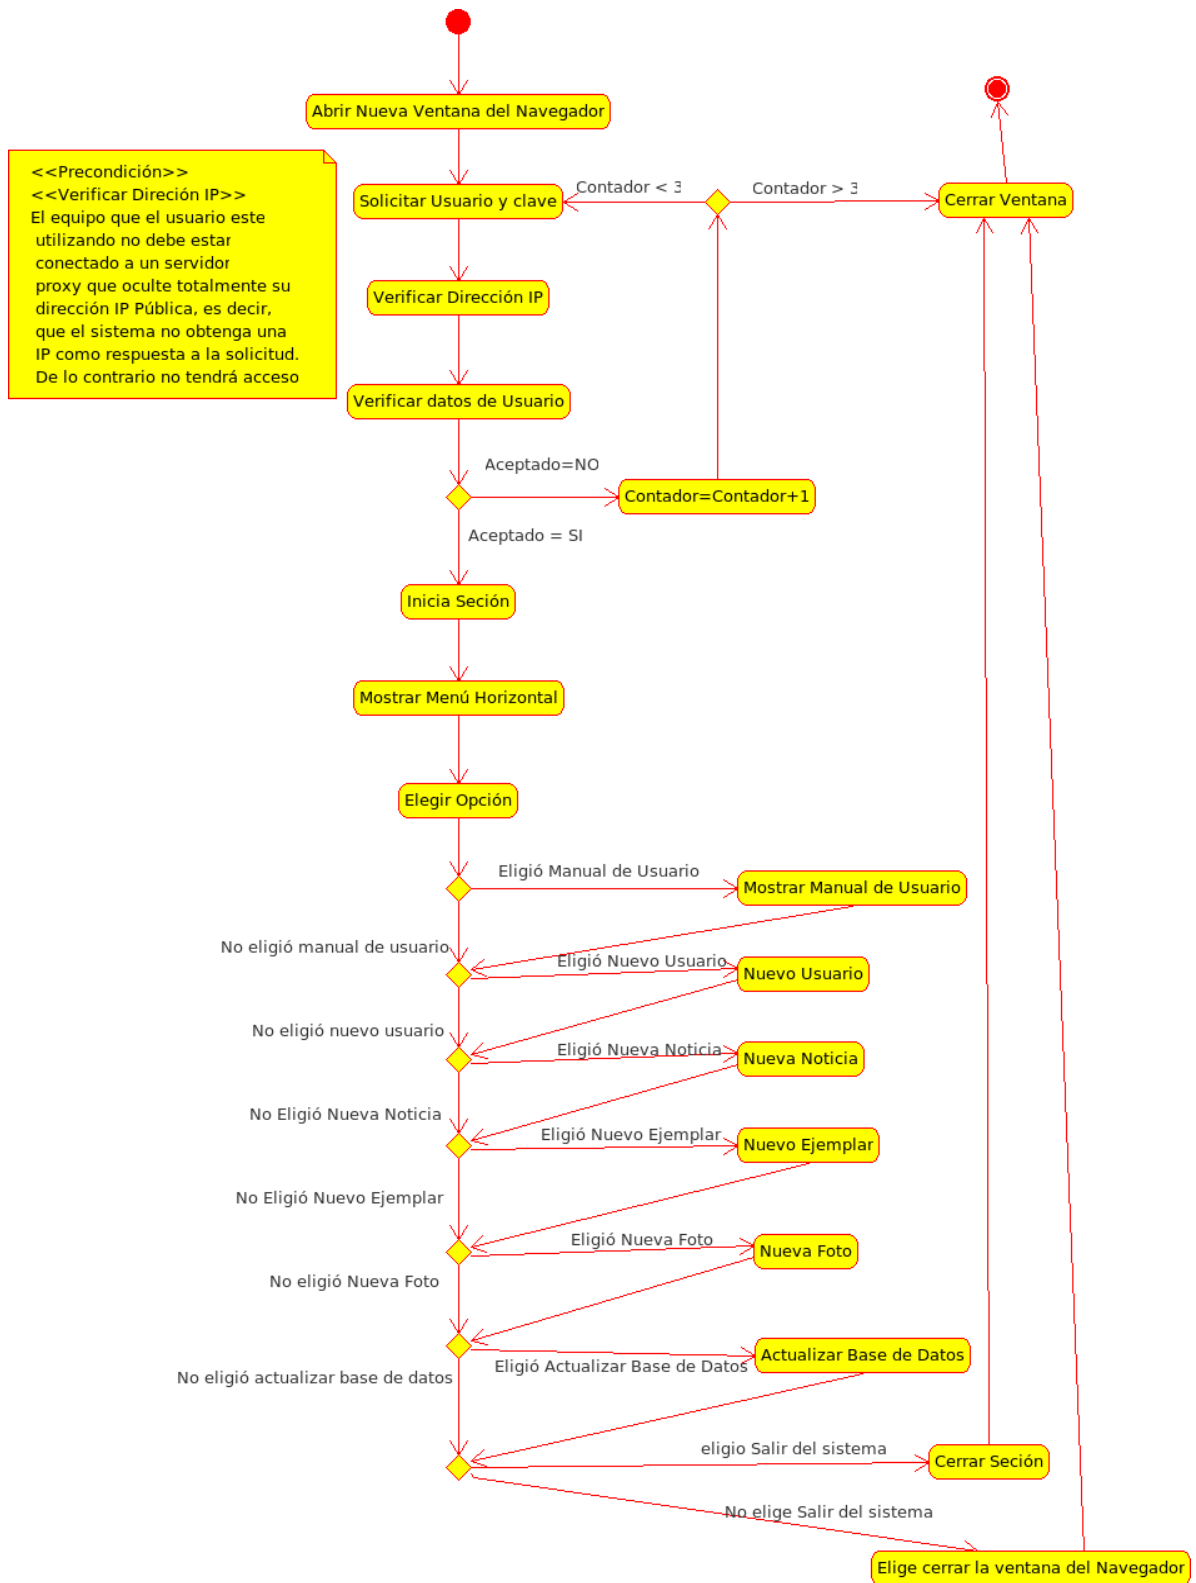 Abrir Nueva Ventana del Navegador
<<Precondición>>
<<Verificar Direción IP>>
El equipo que el usuario este
utilizando no debe estar
conectado a un servidor
proxy que oculte totalmente su
dirección IP Pública, es decir,
que el sistema no obtenga una
IP como respuesta a la solicitud.
De lo contrario no tendrá acceso
Solicitar Usuario y clave
Contador < 3
Contador > 3
Cerrar Ventana
Verificar Dirección IP
Verificar datos de Usuario
Aceptado=NO
Contador=Contador+1
Aceptado = SI
Inicia Seción
Mostrar Menú Horizontal
Elegir Opción
Eligió Manual de Usuario
Mostrar Manual de Usuario
No eligió manual de usuario
Eligió Nuevo Usuario
Nuevo Usuario
No eligió nuevo usuario
Eligió Nueva Noticia
Nueva Noticia
No Eligió Nueva Noticia
Eligió Nuevo Ejemplar
Nuevo Ejemplar
No Eligió Nuevo Ejemplar
Eligió Nueva Foto
Nueva Foto
No eligió Nueva Foto
Eligió Actualizar Base de Datos
Actualizar Base de Datos
No eligió actualizar base de datos
eligio Salir del sistema
Cerrar Seción
No elige Salir del sistema
Elige cerrar la ventana del Navegador